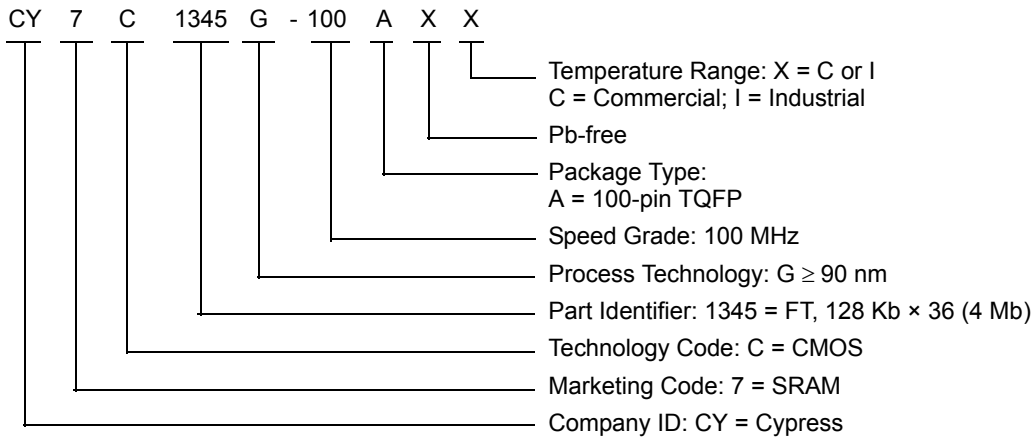 CY 7 C 1345 G - 100 A X X
Temperature Range: X = C or I
C = Commercial; I = Industrial
Pb-free
Package Type:
A = 100-pin TQFP
Speed Grade: 100 MHz
Process Technology: G ≥ 90 nm
Part Identifier: 1345 = FT, 128 Kb × 36 (4 Mb)
Technology Code: C = CMOS
Marketing Code: 7 = SRAM
Company ID: CY = Cypress